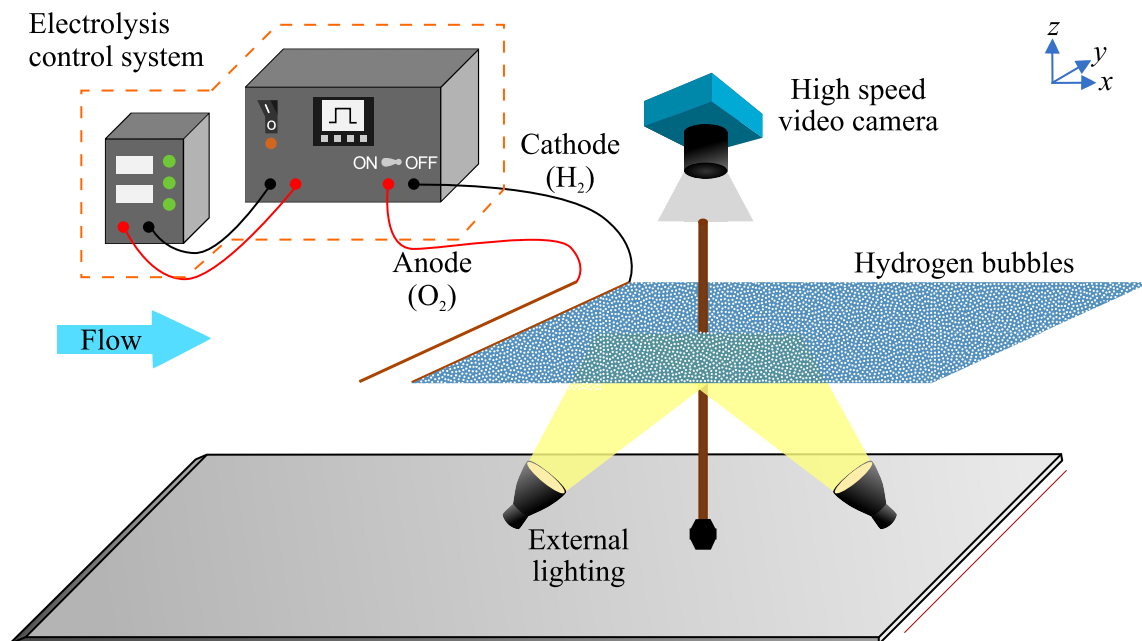 Electrolysis
control system
z
y
x
High speed
video camera
I
O
ON OFF
Cathode
(H₂)
Anode
(O₂)
Hydrogen bubbles
Flow
External
lighting